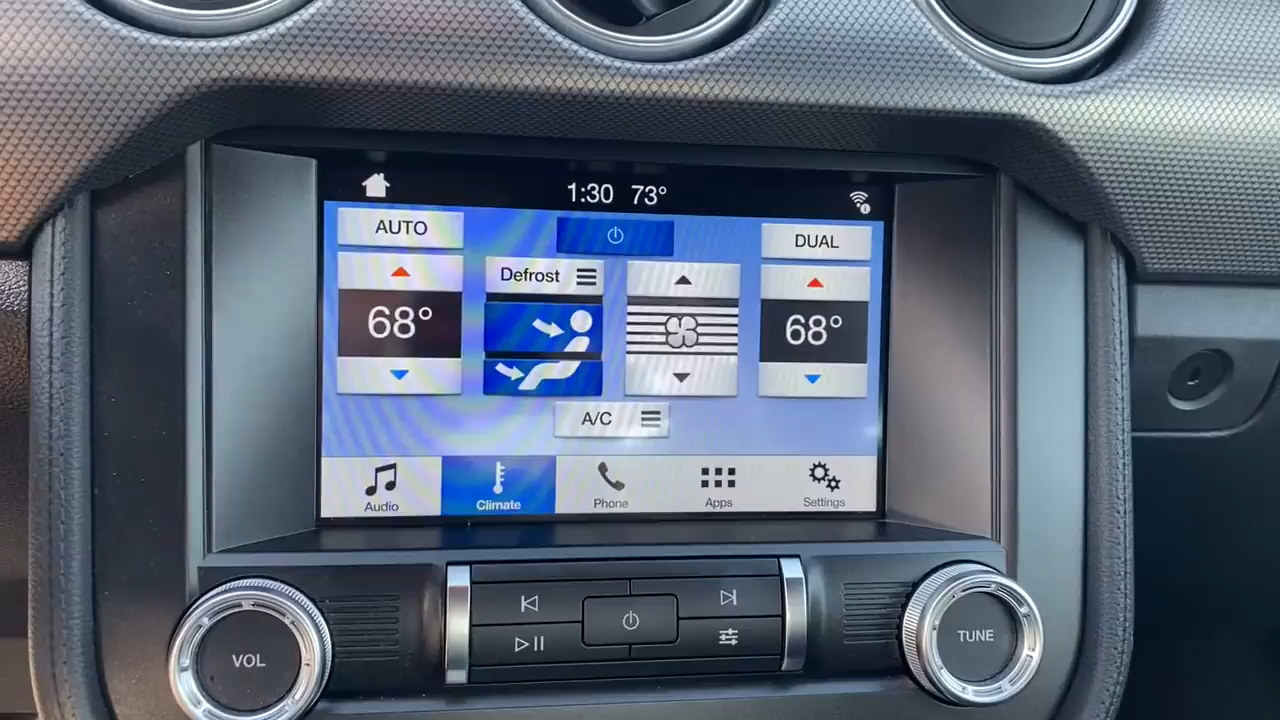 1:30 73°
AUTO
DUAL
Defrost
68°
68°
A/C
Audio
Climate
Phone
Apps
Settings
VOL
TUNE